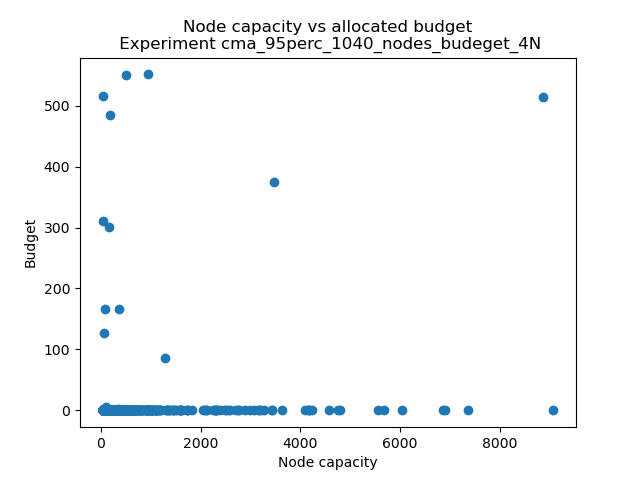 Node capacity vs allocated budget
Experiment cma_95perc_1040_nodes_budeget_4N
500
400
300
200
100
0
Budget
0 2000 4000 6000 8000
Node capacity